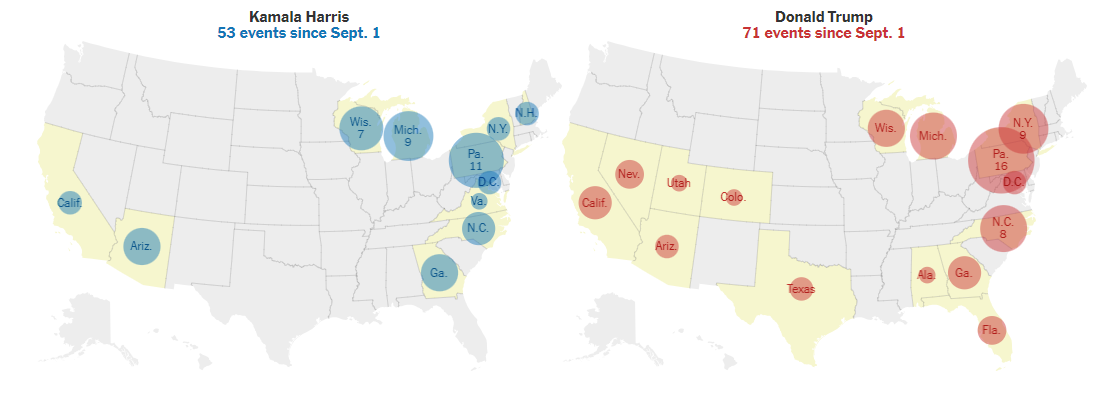 Kamala Harris
53 events since Sept. 1
Wis.
7
Mich.
9
N.H.
N.Y.
Pa.
11
D.C.
Va.
N.C.
Calif.
Ariz.
Ga.
Donald Trump
71 events since Sept. 1
Wis.
Mich.
N.Y.
9
Pa.
16
D.C.
Nev.
Utah
Colo.
Calif.
N.C.
8
Ariz.
Ala.
Ga.
Texas
Fla.